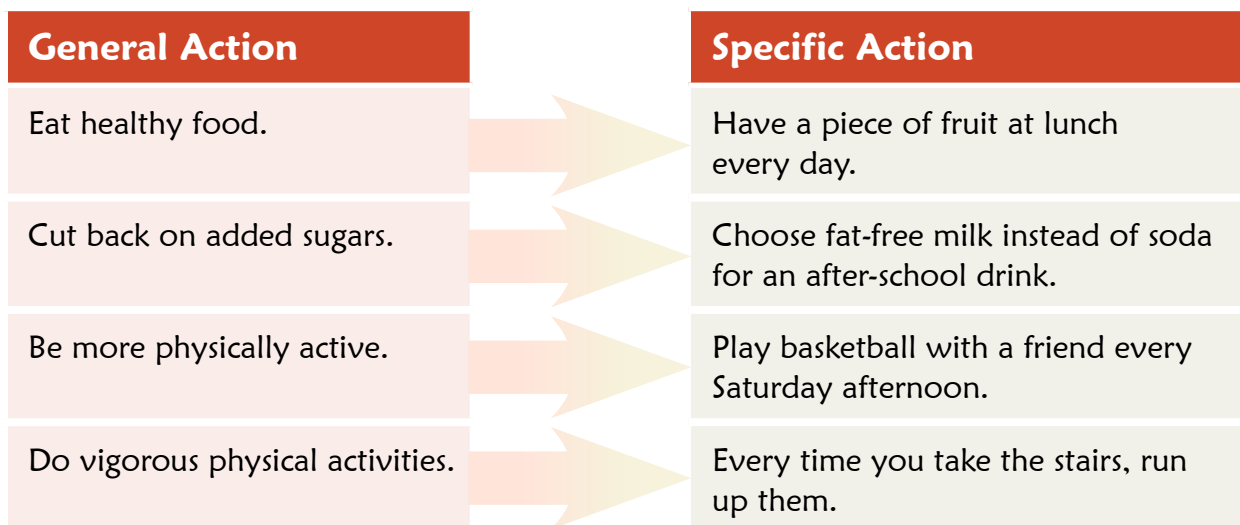 General Action
Specific Action
Eat healthy food.
Have a piece of fruit at lunch
every day.
Cut back on added sugars.
Choose fat-free milk instead of soda
for an after-school drink.
Be more physically active.
Play basketball with a friend every
Saturday afternoon.
Do vigorous physical activities.
Every time you take the stairs, run
up them.